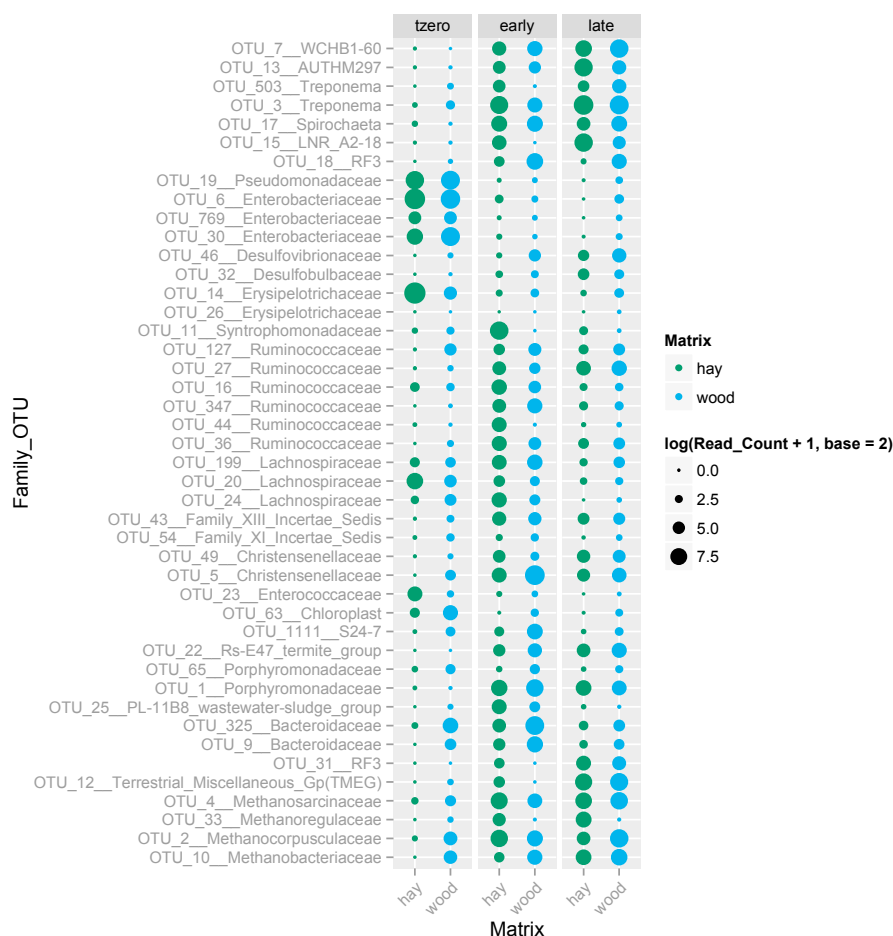 tzero early late
OTU_7__WCHB1-60
OTU_13__AUTHM297
OTU_503__Treponema
OTU_3__Treponema
OTU_17__Spirochaeta
OTU_15__LNR_A2-18
OTU_18__RF3
OTU_19__Pseudomonadaceae
OTU_6__Enterobacteriaceae
OTU_769__Enterobacteriaceae
OTU_30__Enterobacteriaceae
OTU_46__Desulfovibrionaceae
OTU_32__Desulfobulbaceae
OTU_14__Erysipelotrichaceae
OTU_26__Erysipelotrichaceae
OTU_11__Syntrophomonadaceae
OTU_127__Ruminococcaceae
OTU_27__Ruminococcaceae
OTU_16__Ruminococcaceae
OTU_347__Ruminococcaceae
OTU_44__Ruminococcaceae
OTU_36__Ruminococcaceae
OTU_199__Lachnospiraceae
OTU_20__Lachnospiraceae
OTU_24__Lachnospiraceae
OTU_43__Family_XIII_Incertae_Sedis
OTU_54__Family_XI_Incertae_Sedis
OTU_49__Christensenellaceae
OTU_5__Christensenellaceae
OTU_23__Enterococcaceae
OTU_63__Chloroplast
OTU_1111__S24-7
OTU_22__Rs-E47_termite_group
OTU_65__Porphyromonadaceae
OTU_1__Porphyromonadaceae
OTU_25__PL-11B8_wastewater-sludge_group
OTU_325__Bacteroidaceae
OTU_9__Bacteroidaceae
OTU_31__RF3
OTU_12__Terrestrial_Miscellaneous_Gp(TMEG)
OTU_4__Methanosarcinaceae
OTU_33__Methanoregulaceae
OTU_2__Methanocorpusculaceae
OTU_10__Methanobacteriaceae
Family_OTU
hay wood hay wood hay wood
Matrix
Matrix
hay
wood
log(Read_Count + 1, base = 2)
0.0
2.5
5.0
7.5